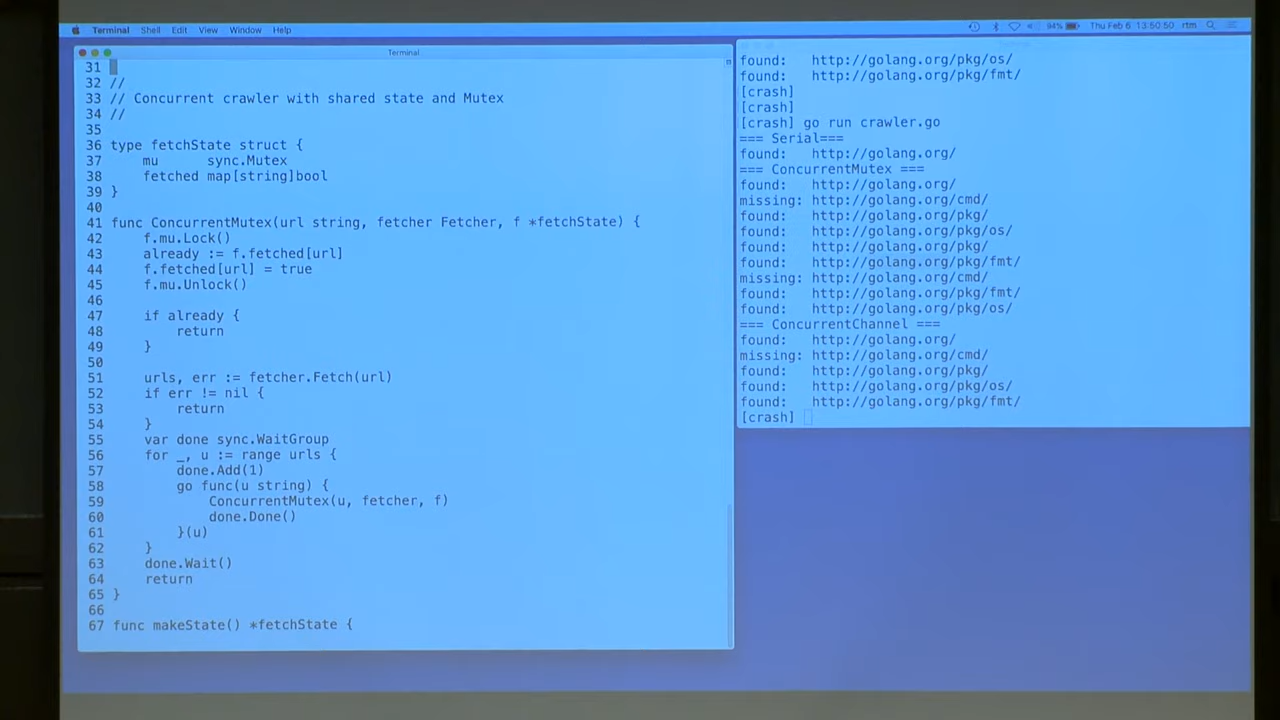 Terminal Shell Edit View Window Help
94% Thu Feb 6 13:50:50 rtm
Terminal
31
32 //
33 // Concurrent crawler with shared state and Mutex
34 //
35
36 type fetchState struct {
37     mu      sync.Mutex
38     fetched map[string]bool
39 }
40
41 func ConcurrentMutex(url string, fetcher Fetcher, f *fetchState) {
42     f.mu.Lock()
43     already := f.fetched[url]
44     f.fetched[url] = true
45     f.mu.Unlock()
46
47     if already {
48         return
49     }
50
51     urls, err := fetcher.Fetch(url)
52     if err != nil {
53         return
54     }
55     var done sync.WaitGroup
56     for _, u := range urls {
57         done.Add(1)
58         go func(u string) {
59             ConcurrentMutex(u, fetcher, f)
60             done.Done()
61         }(u)
62     }
63     done.Wait()
64     return
65 }
66
67 func makeState() *fetchState {
found:   http://golang.org/pkg/os/
found:   http://golang.org/pkg/fmt/
[crash]
[crash]
[crash] go run crawler.go
=== Serial===
found:   http://golang.org/
=== ConcurrentMutex ===
found:   http://golang.org/
missing: http://golang.org/cmd/
found:   http://golang.org/pkg/
found:   http://golang.org/pkg/os/
found:   http://golang.org/pkg/
found:   http://golang.org/pkg/fmt/
missing: http://golang.org/cmd/
found:   http://golang.org/pkg/fmt/
found:   http://golang.org/pkg/os/
=== ConcurrentChannel ===
found:   http://golang.org/
missing: http://golang.org/cmd/
found:   http://golang.org/pkg/
found:   http://golang.org/pkg/os/
found:   http://golang.org/pkg/fmt/
[crash]